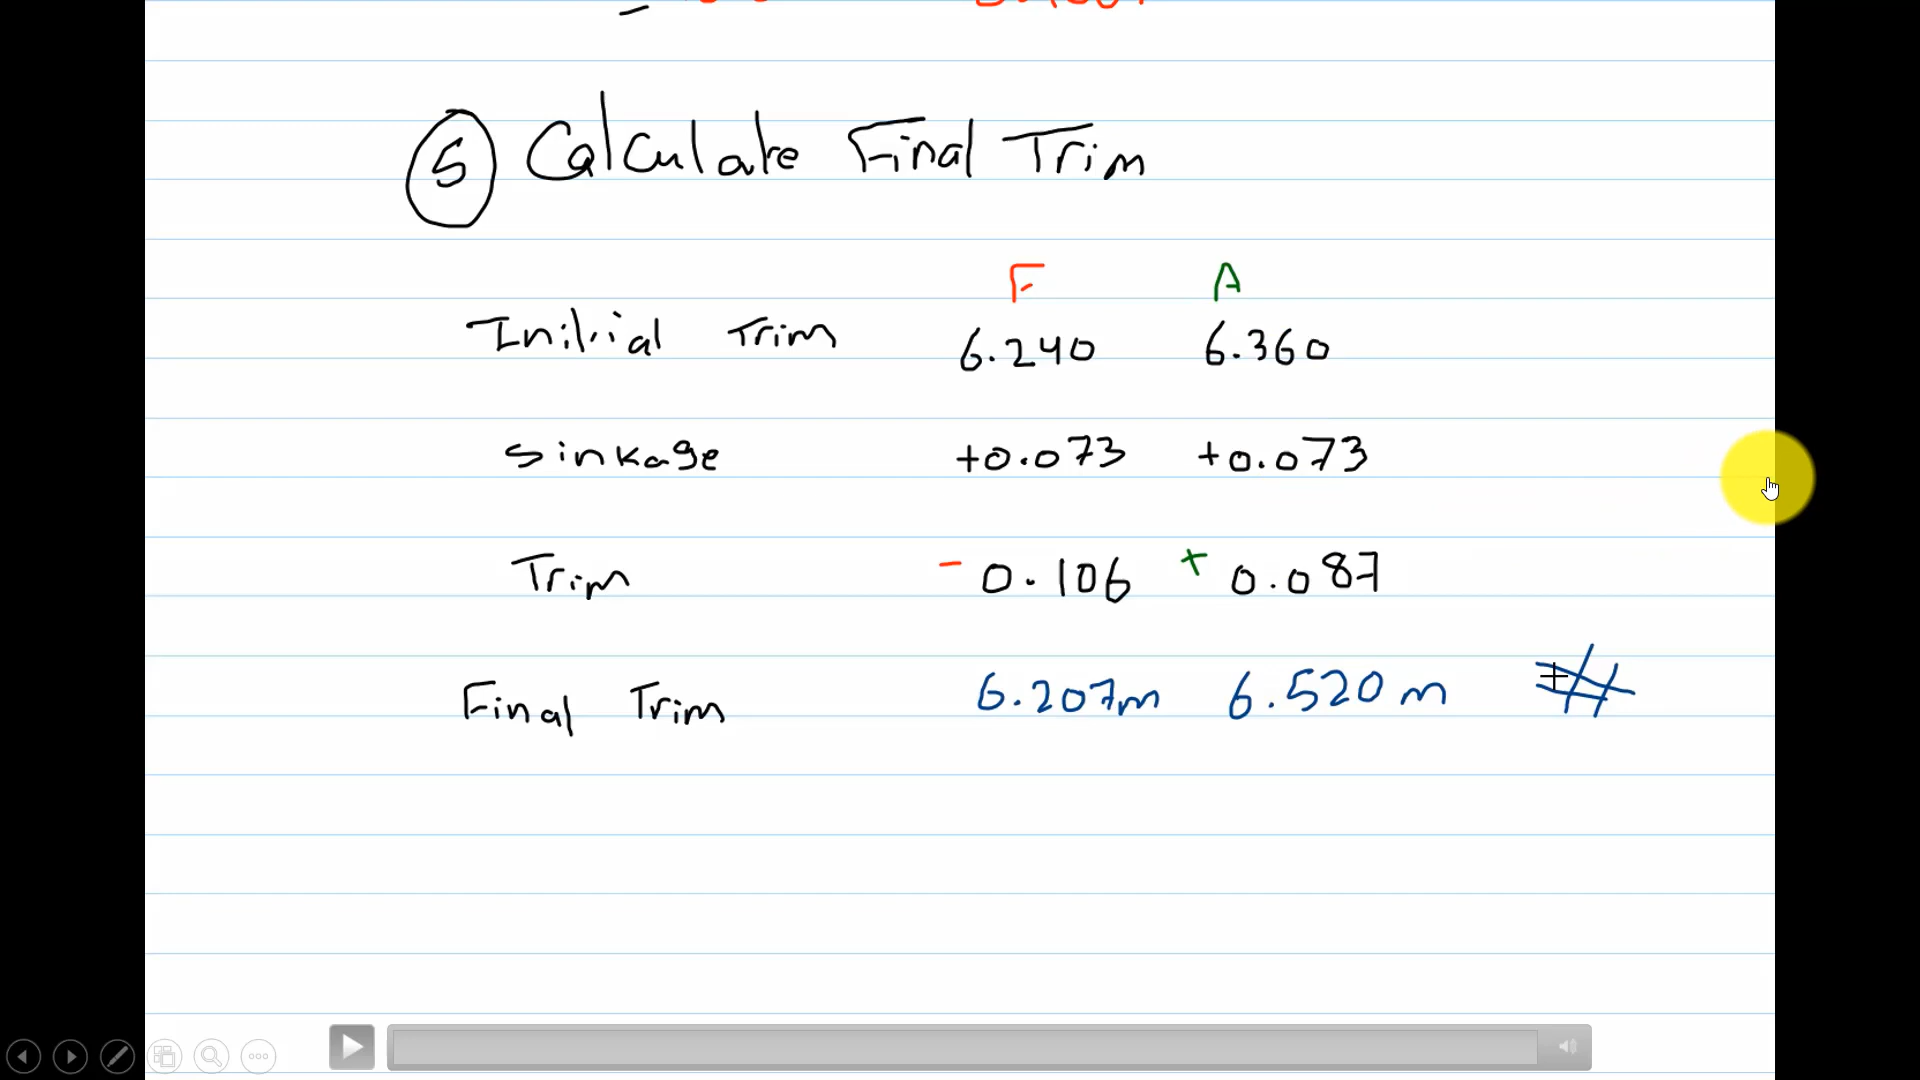 5 Calculate Final Trim
F A
Initial Trim 6.240 6.360
Sinkage +0.073 +0.073
Trim - 0.106 + 0.087
Final Trim 6.207m 6.520 m #